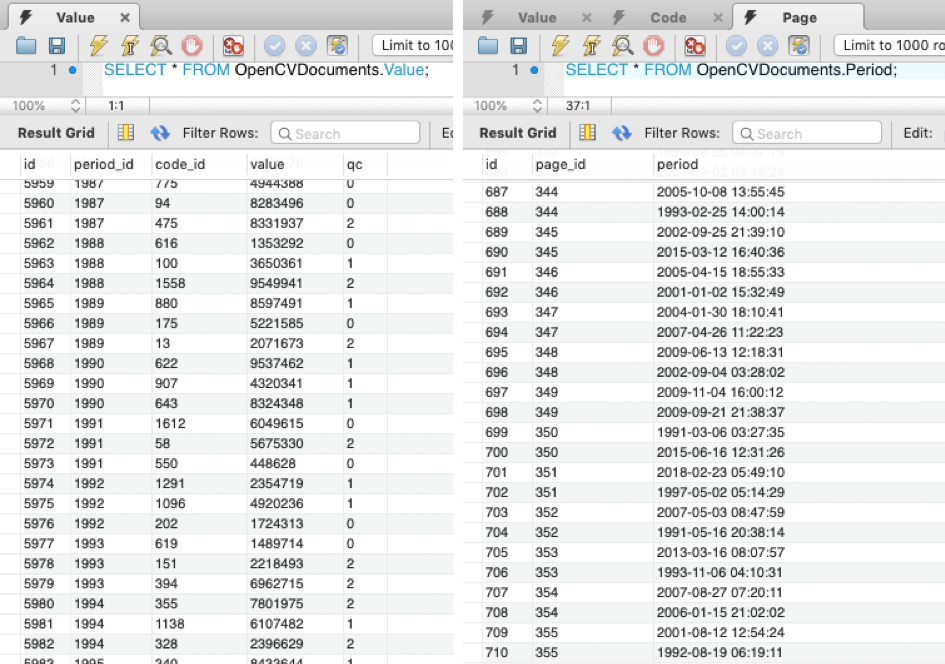 Value ×
Limit to 100
1 SELECT * FROM OpenCVDocuments.Value;
100% 1:1
Result Grid Filter Rows: Search
id period_id code_id value qc
5959 1987 775 4944388 0
5960 1987 94 8283496 0
5961 1987 475 8331937 2
5962 1988 616 1353292 0
5963 1988 100 3650361 1
5964 1988 1558 9549941 2
5965 1989 880 8597491 1
5966 1989 175 5221585 0
5967 1989 13 2071673 2
5968 1990 622 9537462 1
5969 1990 907 4320341 1
5970 1990 643 8324348 1
5971 1991 1612 6049615 0
5972 1991 58 5675330 2
5973 1991 550 448628 0
5974 1992 1291 2354719 1
5975 1992 1096 4920236 1
5976 1992 202 1724313 0
5977 1993 619 1489714 0
5978 1993 151 2218493 2
5979 1993 394 6962715 2
5980 1994 355 7801975 2
5981 1994 1138 6107482 1
5982 1994 328 2396629 2
5983 1995 340 8433644 1
Value × Code × Page
Limit to 1000 ro
1 SELECT * FROM OpenCVDocuments.Period;
100% 37:1
Result Grid Filter Rows: Search Edit:
id page_id period
687 344 2005-10-08 13:55:45
688 344 1993-02-25 14:00:14
689 345 2002-09-25 21:39:10
690 345 2015-03-12 16:40:36
691 346 2005-04-15 18:55:33
692 346 2001-01-02 15:32:49
693 347 2004-01-30 18:10:41
694 347 2007-04-26 11:22:23
695 348 2009-06-13 12:18:31
696 348 2002-09-04 03:28:02
697 349 2009-11-04 16:00:12
698 349 2009-09-21 21:38:37
699 350 1991-03-06 03:27:35
700 350 2015-06-16 12:31:26
701 351 2018-02-23 05:49:10
702 351 1997-05-02 05:14:29
703 352 2007-05-03 08:47:59
704 352 1991-05-16 20:38:14
705 353 2013-03-16 08:07:57
706 353 1993-11-06 04:10:31
707 354 2007-08-27 07:20:11
708 354 2006-01-15 21:02:02
709 355 2001-08-12 12:54:24
710 355 1992-08-19 06:19:11